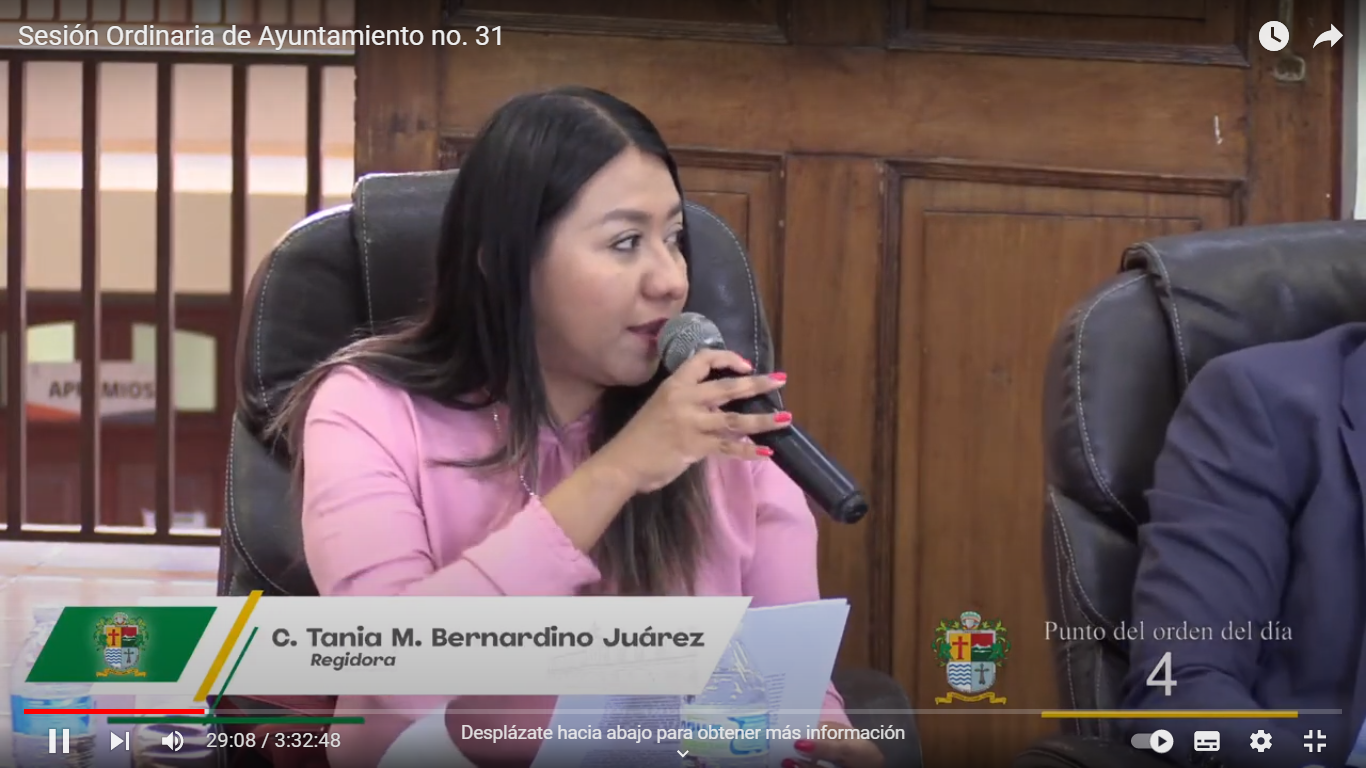 Sesión Ordinaria de Ayuntamiento no. 31
C. Tania M. Bernardino Juárez
Regidora
Punto del orden del día
4
29:08 / 3:32:48
Desplázate hacia abajo para obtener más información